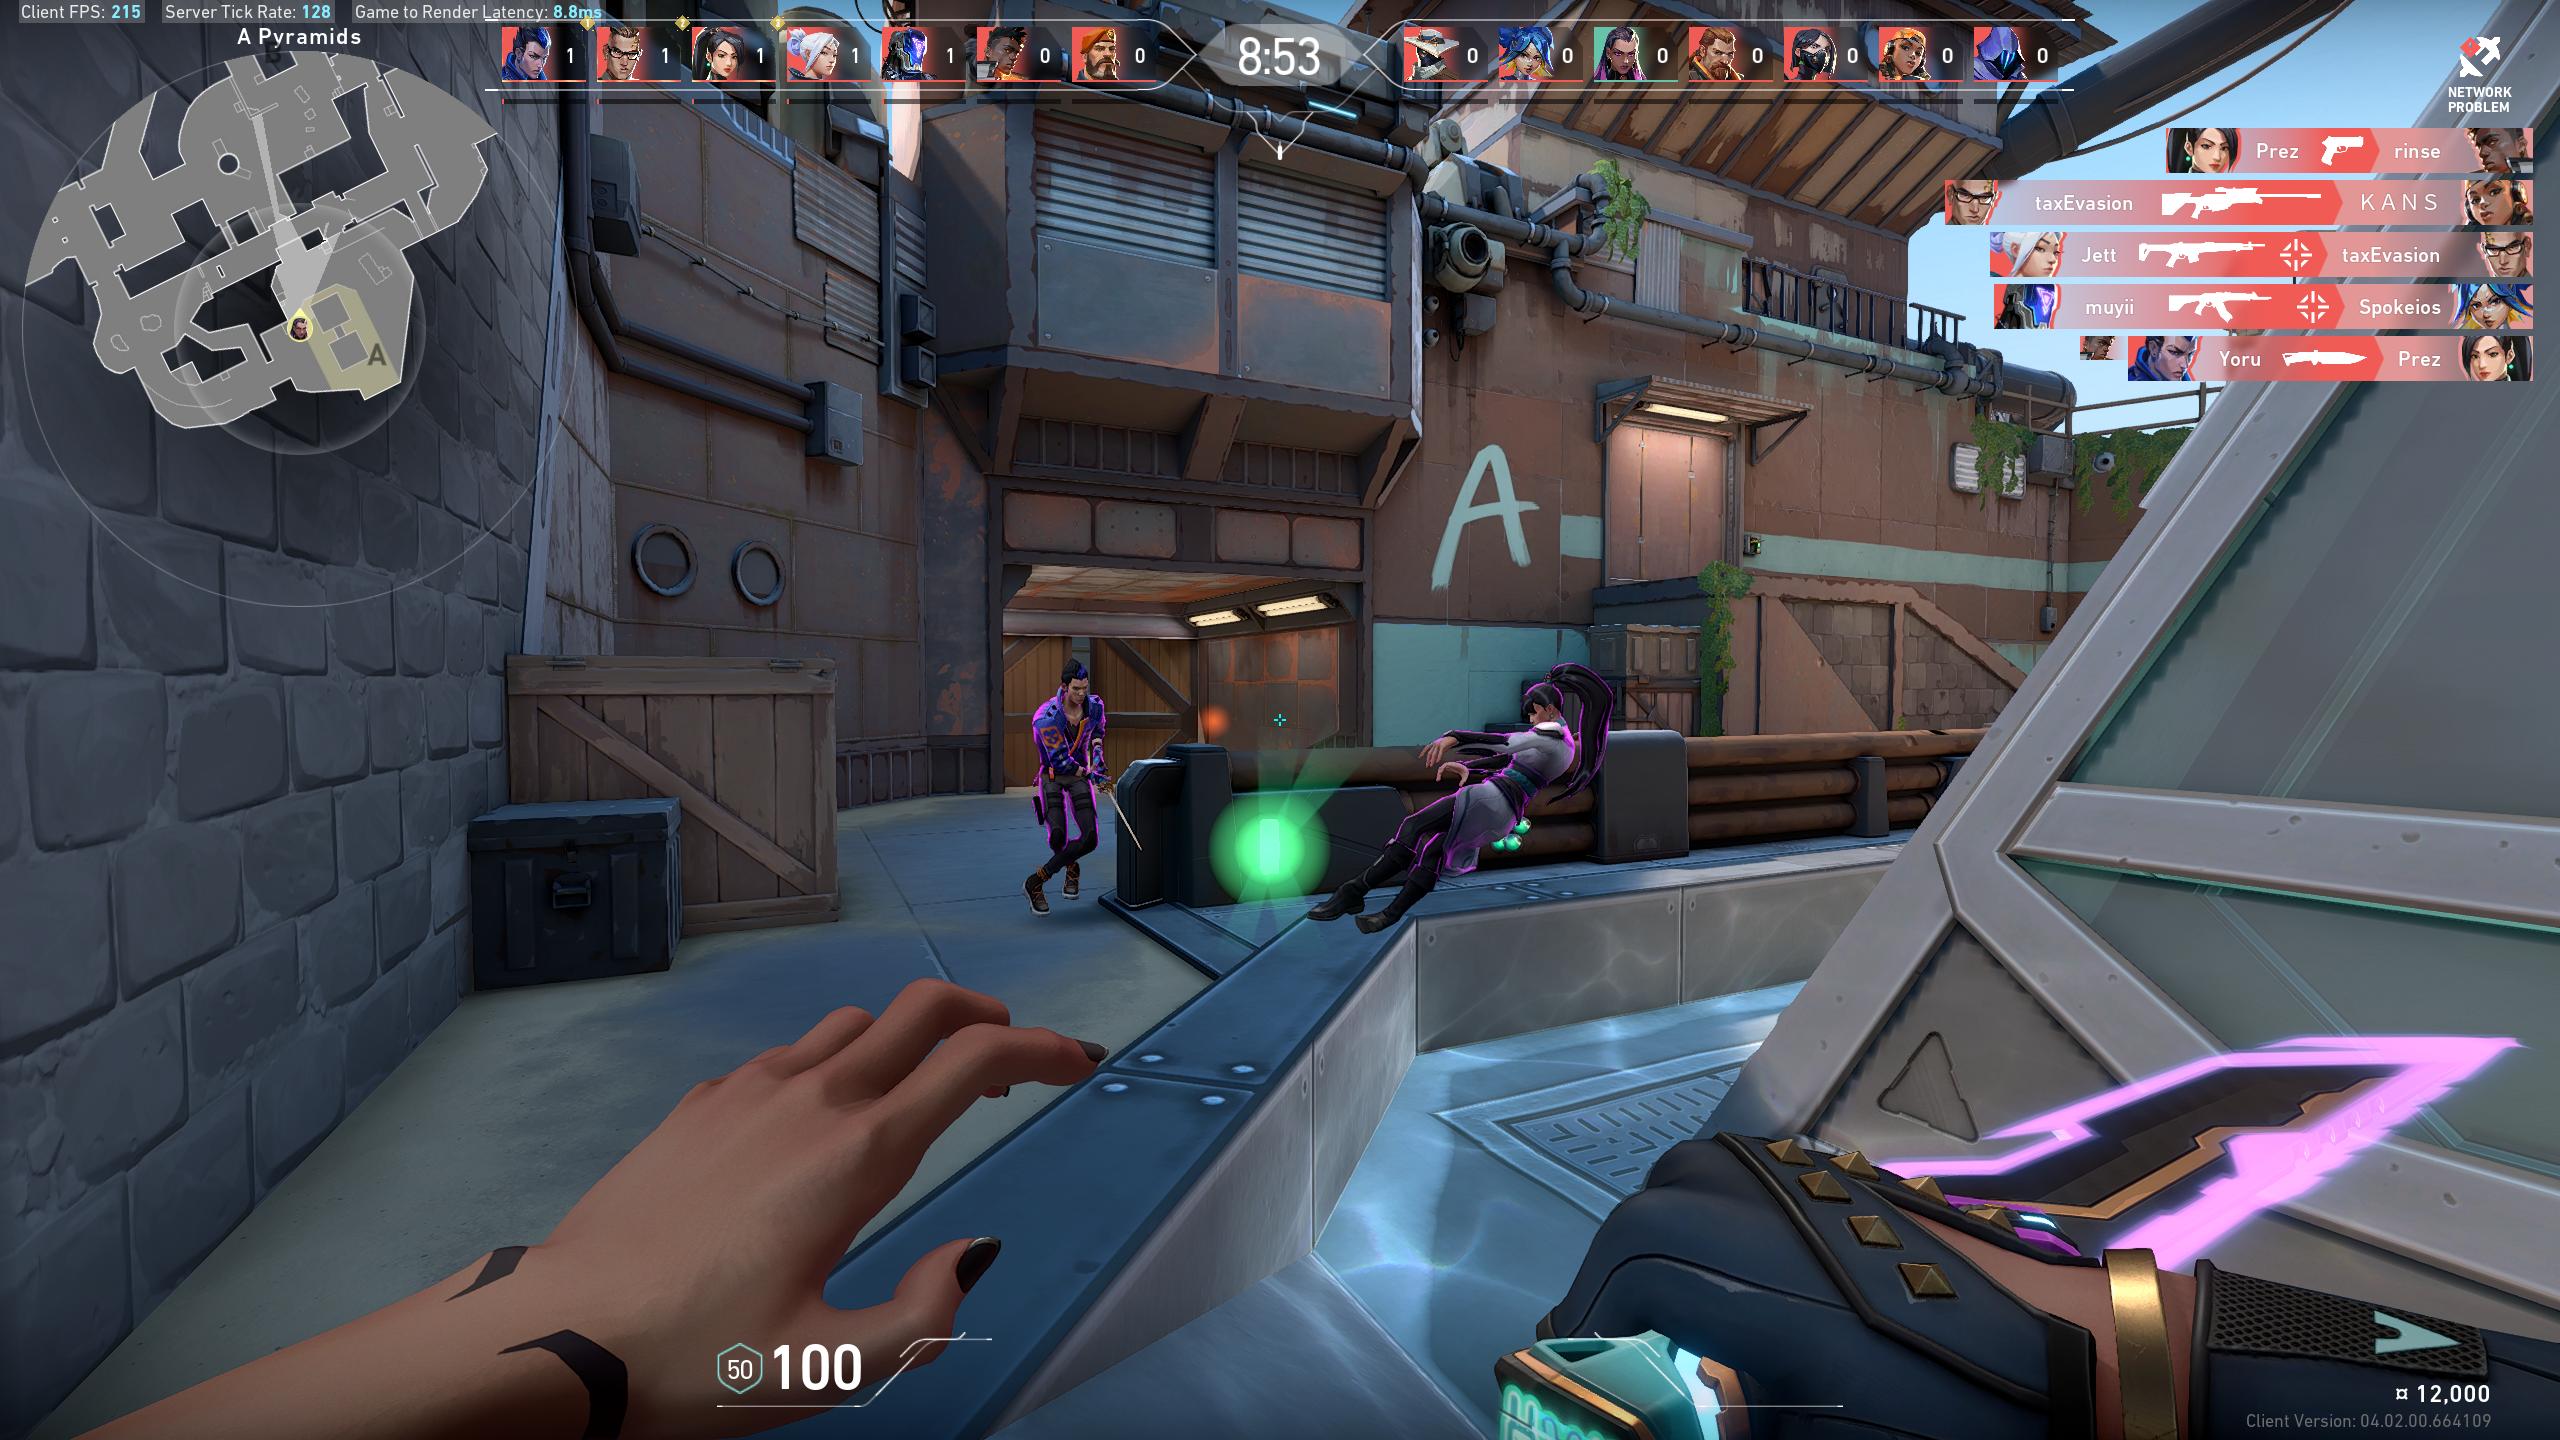 Client FPS: 215 Server Tick Rate: 128 Game to Render Latency: 8.8ms
A Pyramids
1 1 1 1 1 0 0 8:53 0 0 0 0 0 0 0
NETWORK
PROBLEM
Prez rinse
taxEvasion KANS
Jett taxEvasion
muyii Spokeios
Yoru Prez
B
A
A
50 100
¤ 12,000
Client Version: 04.02.00.664109